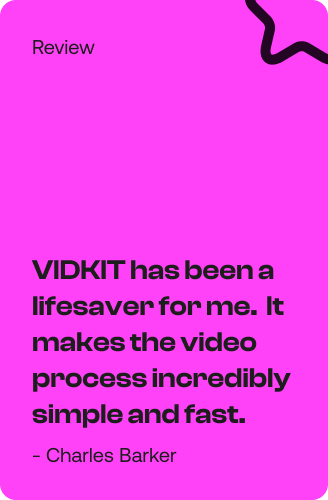 Review
VIDKIT has been a
lifesaver for me.  It
makes the video
process incredibly
simple and fast.
- Charles Barker